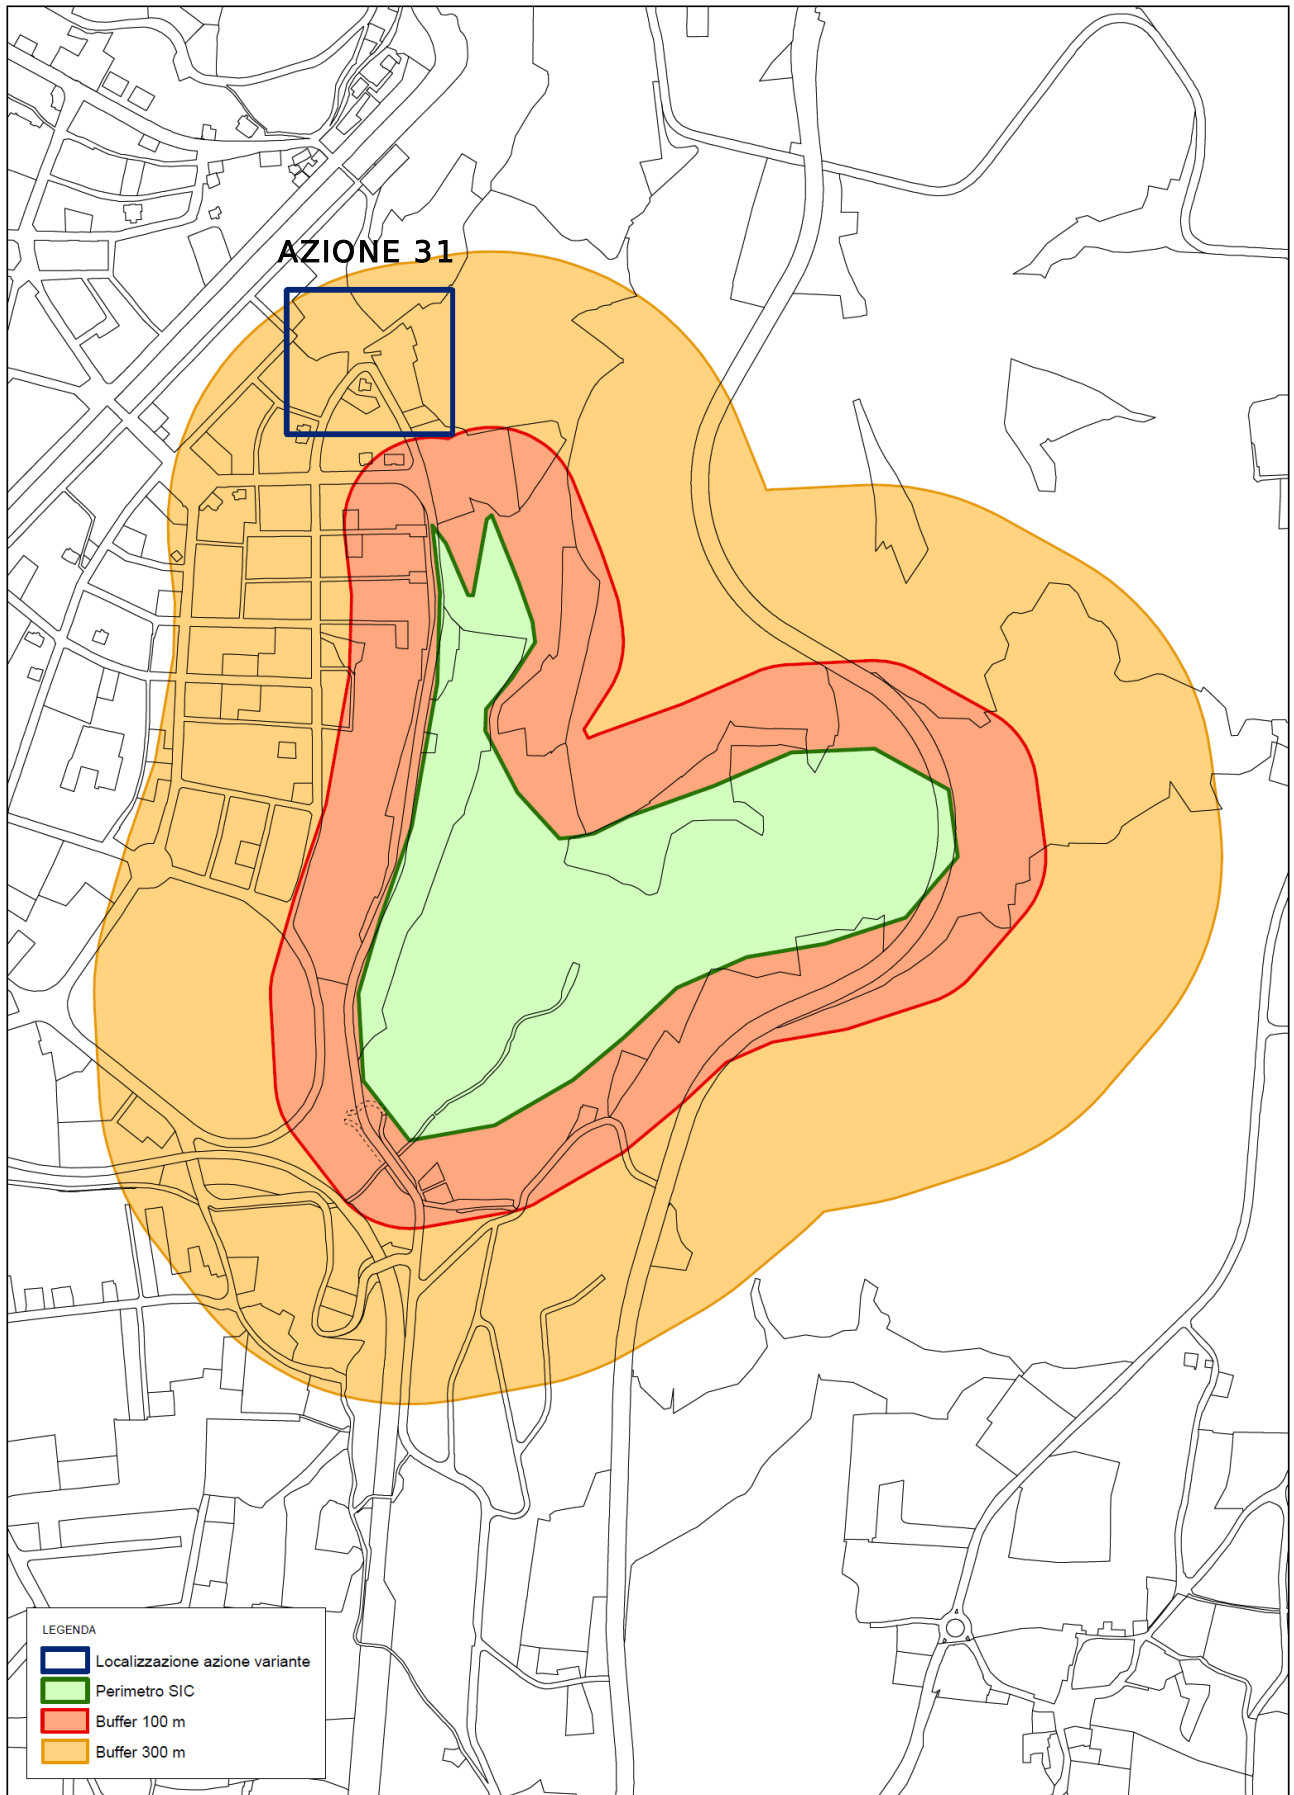 AZIONE 31
LEGENDA
Localizzazione azione variante
Perimetro SIC
Buffer 100 m
Buffer 300 m